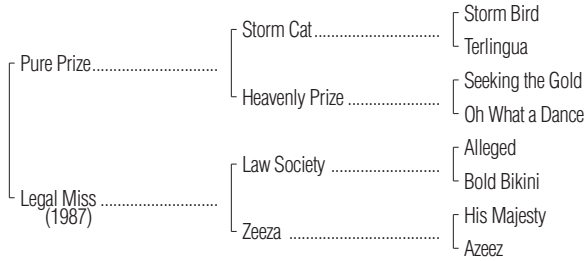 Storm Bird
Storm Cat
Terlingua
Pure Prize
Seeking the Gold
Heavenly Prize
Oh What a Dance
Alleged
Law Society
Bold Bikini
Legal Miss
(1987)
His Majesty
Zeeza
Azeez